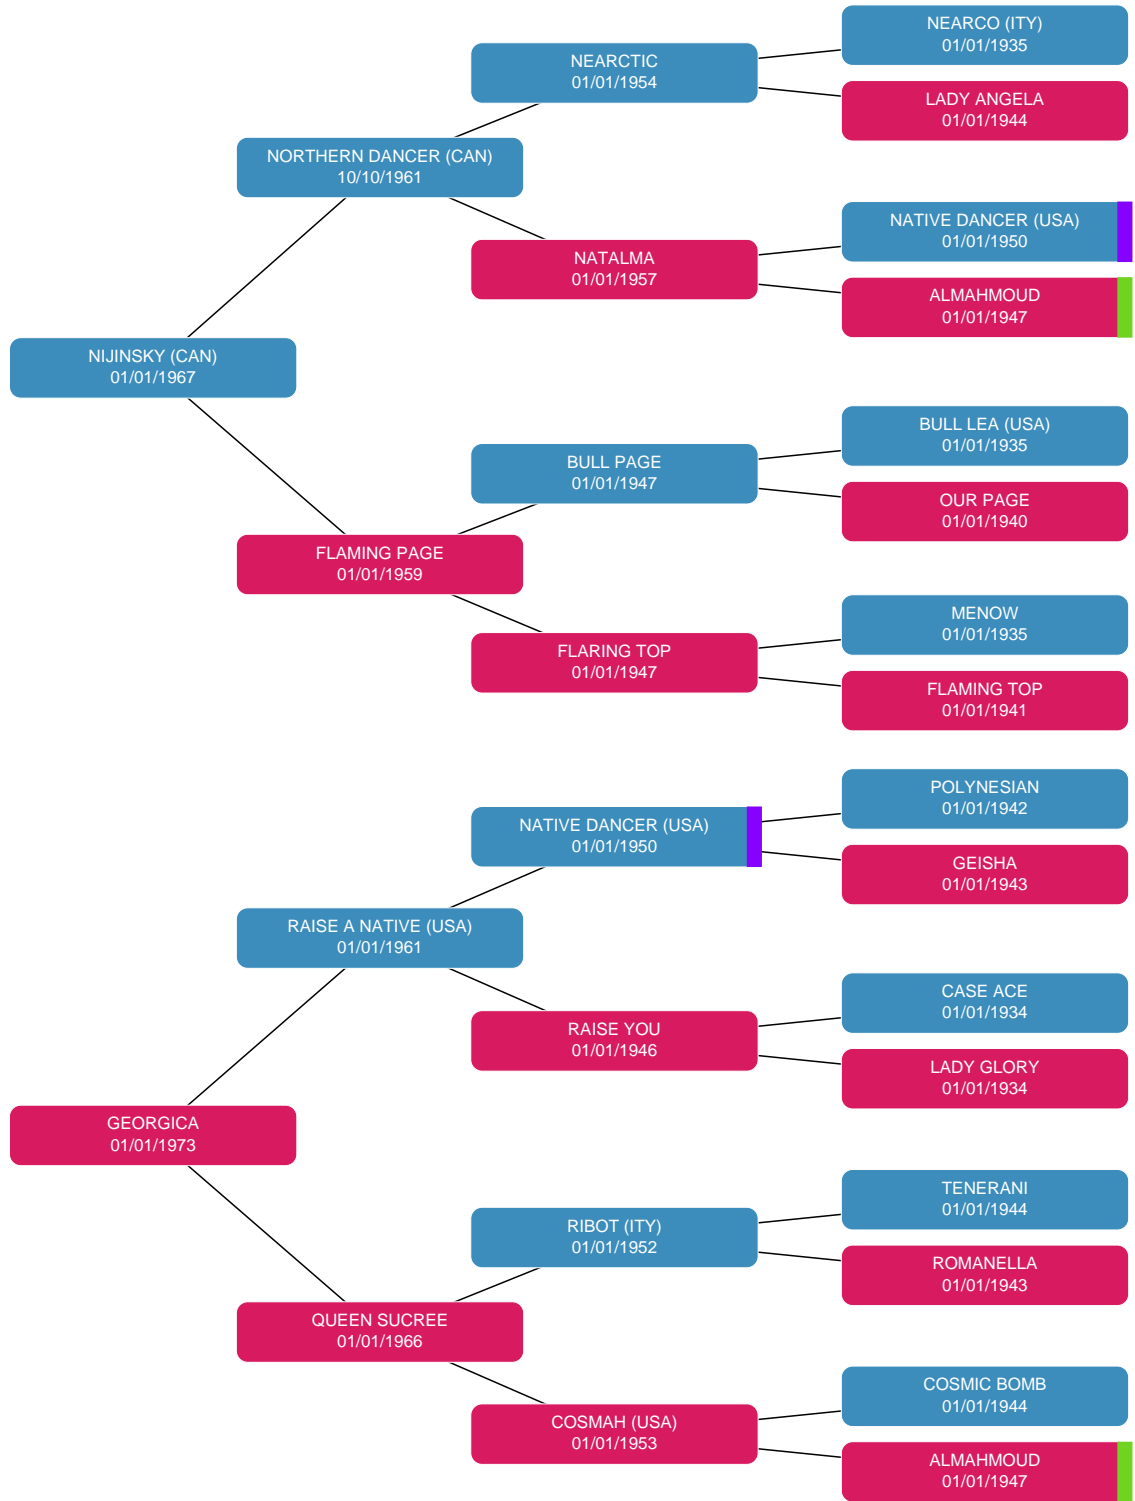 NEARCO (ITY)
01/01/1935
NEARCTIC
01/01/1954
LADY ANGELA
01/01/1944
NORTHERN DANCER (CAN)
10/10/1961
NATIVE DANCER (USA)
01/01/1950
NATALMA
01/01/1957
ALMAHMOUD
01/01/1947
NIJINSKY (CAN)
01/01/1967
BULL LEA (USA)
01/01/1935
BULL PAGE
01/01/1947
OUR PAGE
01/01/1940
FLAMING PAGE
01/01/1959
MENOW
01/01/1935
FLARING TOP
01/01/1947
FLAMING TOP
01/01/1941
POLYNESIAN
01/01/1942
NATIVE DANCER (USA)
01/01/1950
GEISHA
01/01/1943
RAISE A NATIVE (USA)
01/01/1961
CASE ACE
01/01/1934
RAISE YOU
01/01/1946
LADY GLORY
01/01/1934
GEORGICA
01/01/1973
TENERANI
01/01/1944
RIBOT (ITY)
01/01/1952
ROMANELLA
01/01/1943
QUEEN SUCREE
01/01/1966
COSMIC BOMB
01/01/1944
COSMAH (USA)
01/01/1953
ALMAHMOUD
01/01/1947